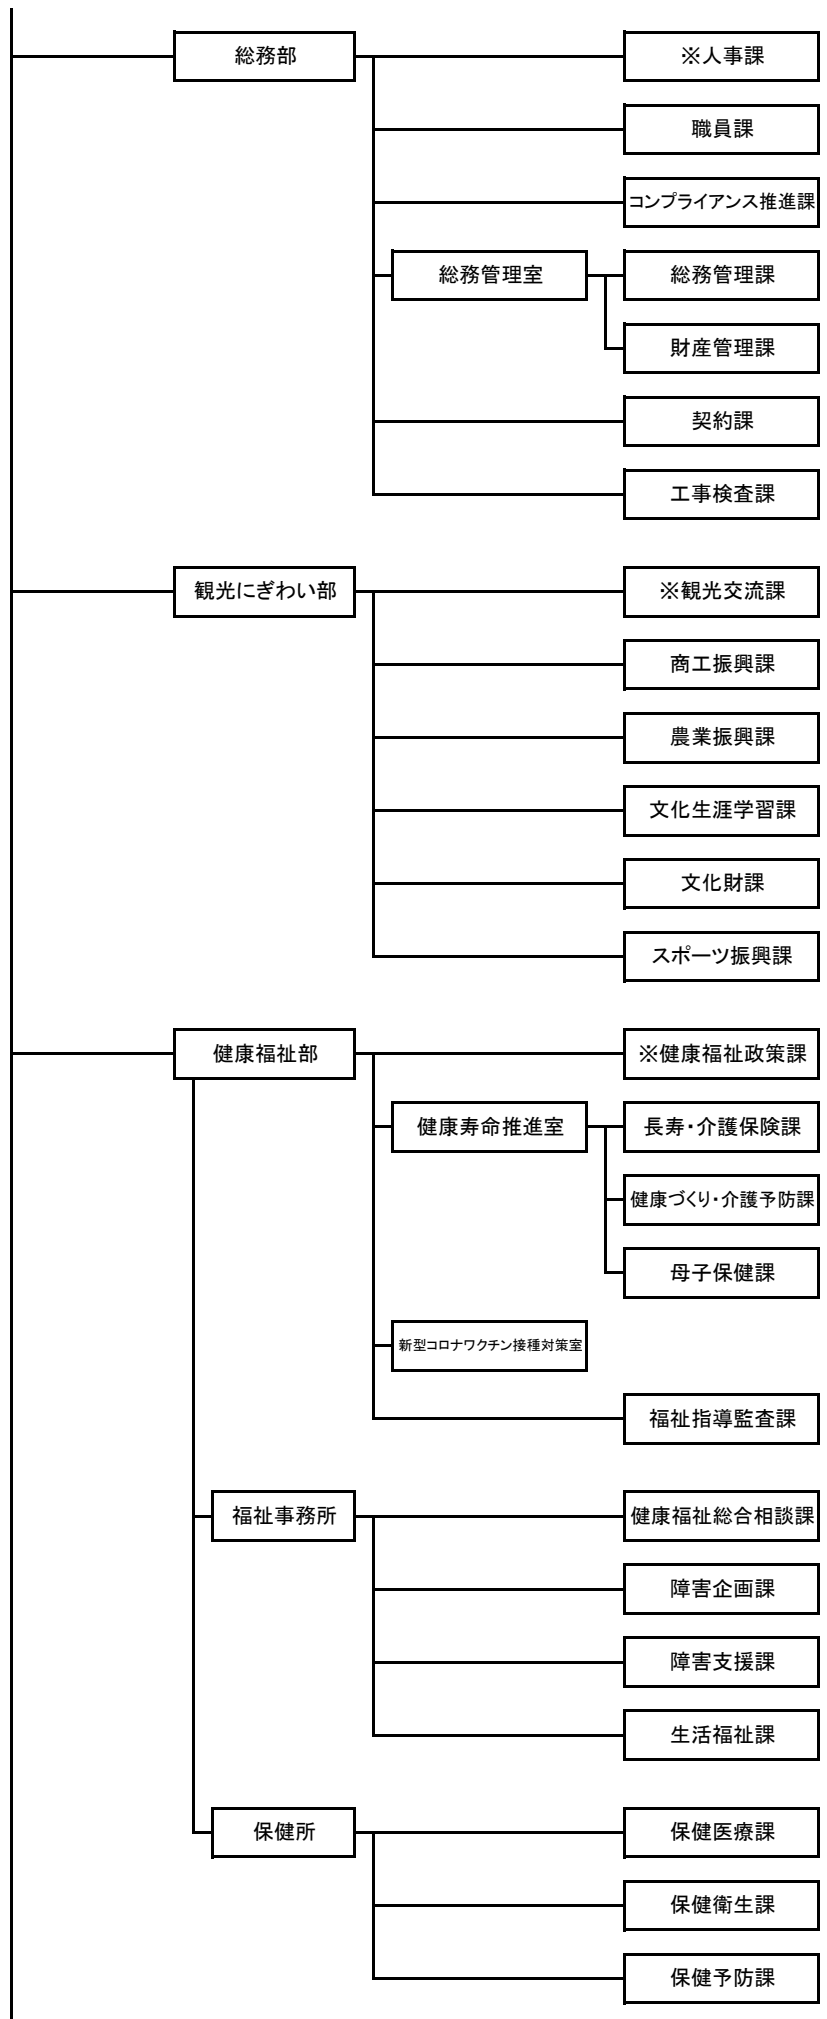 総務部
※人事課
職員課
コンプライアンス推進課
総務管理室
総務管理課
財産管理課
契約課
工事検査課
観光にぎわい部
※観光交流課
商工振興課
農業振興課
文化生涯学習課
文化財課
スポーツ振興課
健康福祉部
※健康福祉政策課
健康寿命推進室
長寿・介護保険課
健康づくり・介護予防課
母子保健課
新型コロナワクチン接種対策室
福祉指導監査課
福祉事務所
健康福祉総合相談課
障害企画課
障害支援課
生活福祉課
保健所
保健医療課
保健衛生課
保健予防課